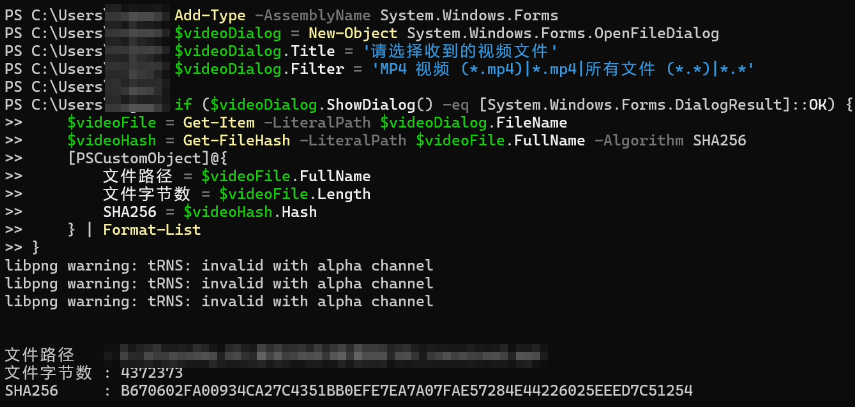 PS C:\Users Add-Type -AssemblyName System.Windows.Forms
PS C:\Users $videoDialog = New-Object System.Windows.Forms.OpenFileDialog
PS C:\Users $videoDialog.Title = '请选择收到的视频文件'
PS C:\Users $videoDialog.Filter = 'MP4 视频 (*.mp4)|*.mp4|所有文件 (*.*)|*.*'
PS C:\Users
PS C:\Users if ($videoDialog.ShowDialog() -eq [System.Windows.Forms.DialogResult]::OK) {
>>     $videoFile = Get-Item -LiteralPath $videoDialog.FileName
>>     $videoHash = Get-FileHash -LiteralPath $videoFile.FullName -Algorithm SHA256
>>     [PSCustomObject]@{
>>         文件路径 = $videoFile.FullName
>>         文件字节数 = $videoFile.Length
>>         SHA256 = $videoHash.Hash
>>     } | Format-List
>> }
libpng warning: tRNS: invalid with alpha channel
libpng warning: tRNS: invalid with alpha channel
libpng warning: tRNS: invalid with alpha channel
文件路径
文件字节数 : 4372373
SHA256     : B670602FA00934CA27C4351BB0EFE7EA7A07FAE57284E44226025EEED7C51254